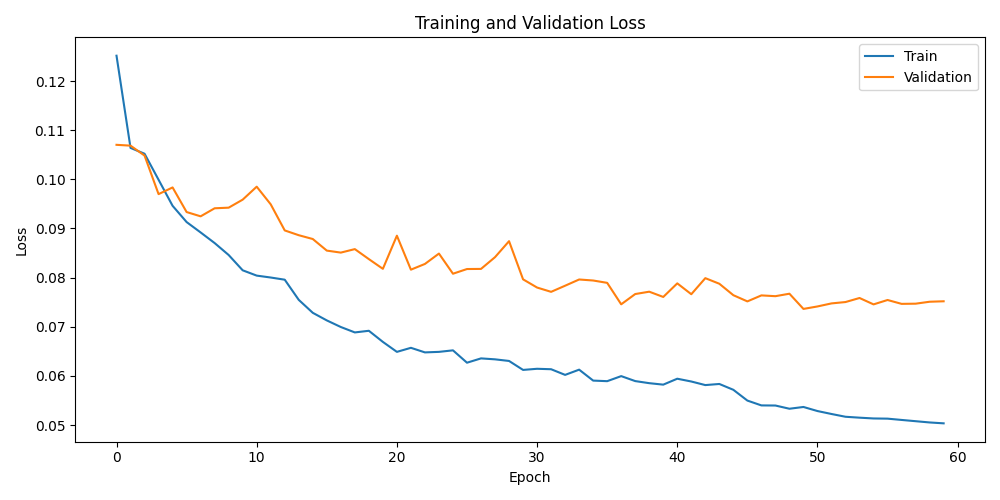 Training and Validation Loss
Train
Validation
Loss
0.12
0.11
0.10
0.09
0.08
0.07
0.06
0.05
0 10 20 30 40 50 60
Epoch